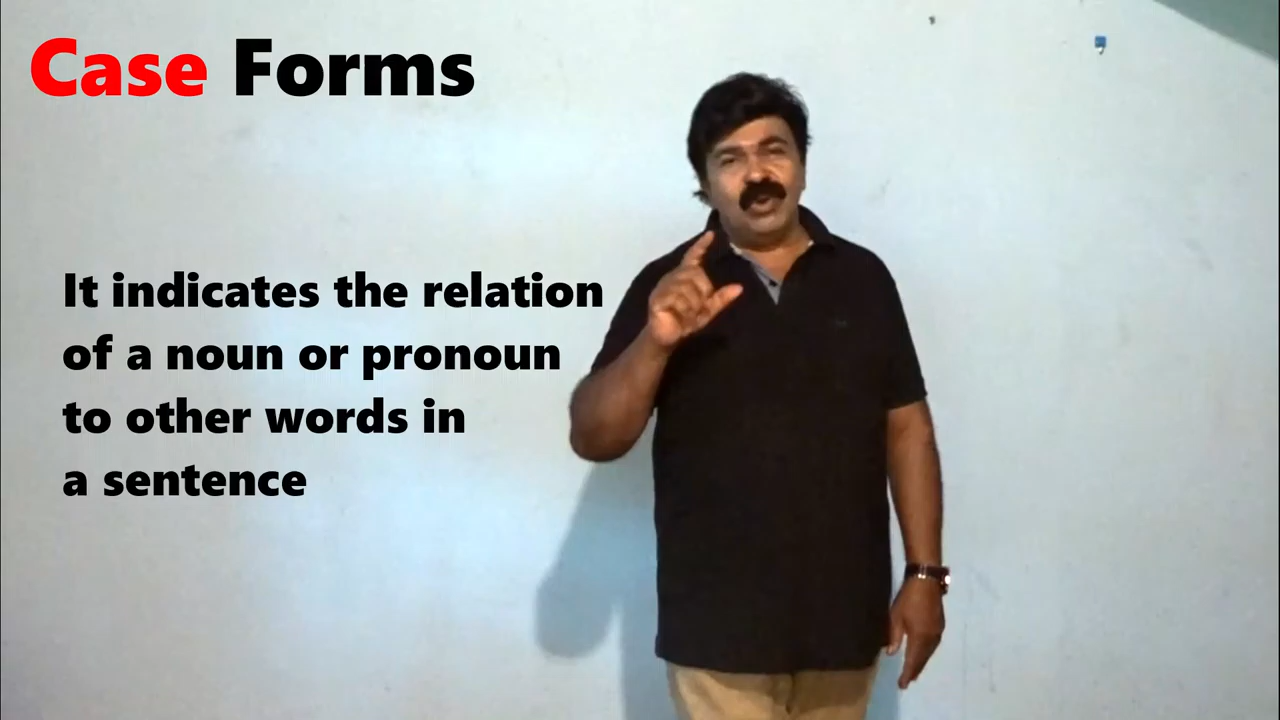 Case Forms
It indicates the relation
of a noun or pronoun
to other words in
a sentence